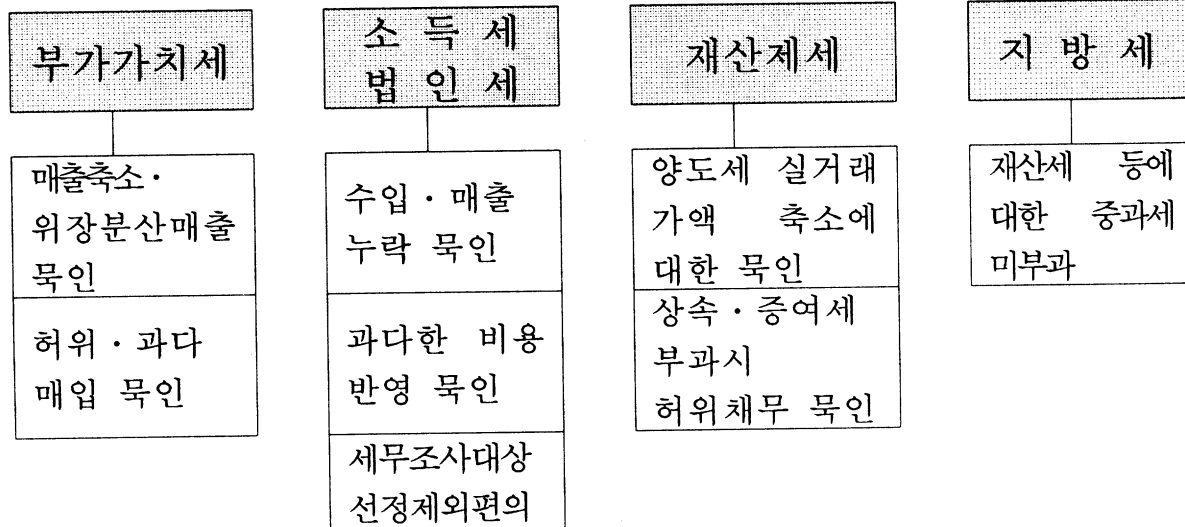 부가가치세
매출축소·
위장분산매출
묵인
허위·과다
매입 묵인
소 득 세
법 인 세
수입·매출
누락 묵인
과다한 비용
반영 묵인
세무조사대상
선정제외편의
재산제세
양도세 실거래
가액 축소에
대한 묵인
상속·증여세
부과시
허위채무 묵인
지 방 세
재산세 등에
대한 중과세
미부과